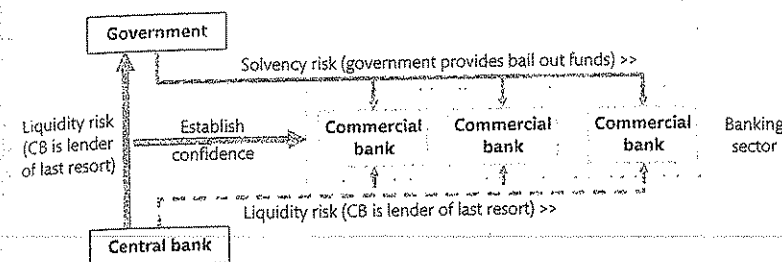 Government
Solvency risk (government provides bail out funds) >>
Liquidity risk
(CB is lender
of last resort)
Establish
confidence
Commercial
bank
Commercial
bank
Commercial
bank
Banking
sector
Liquidity risk (CB is lender of last resort) >>
Central bank